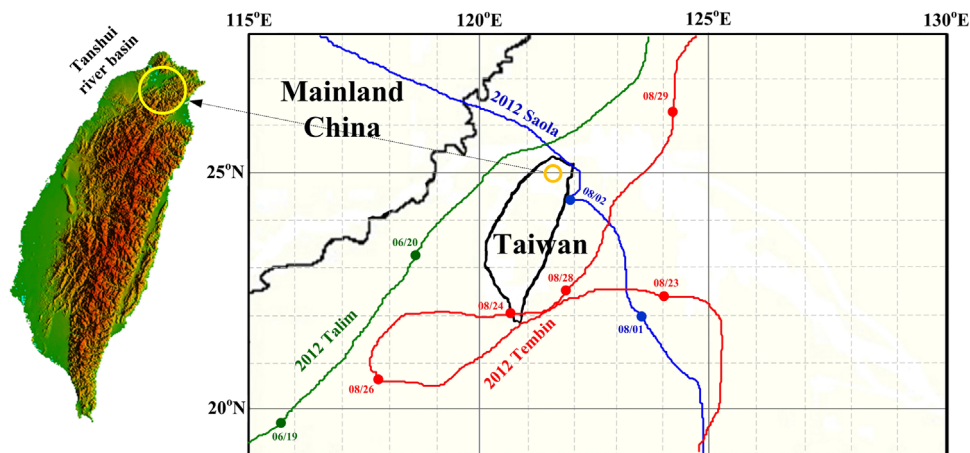 115°E
120°E
125°E
130°E
Tanshui
river basin
Mainland
China
2012 Saola
08/29
25°N
08/02
06/20
Taiwan
08/28
08/23
08/24
08/01
2012 Talim
2012 Tembin
08/26
20°N
06/19